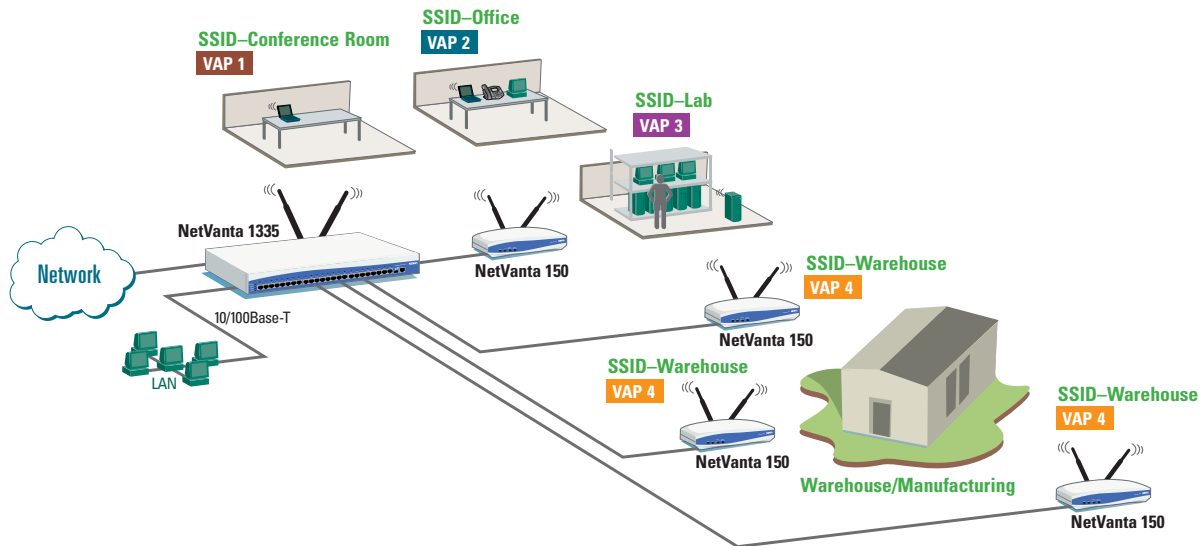 SSID–Conference Room
VAP 1
SSID–Office
VAP 2
SSID–Lab
VAP 3
NetVanta 1335
Network
NetVanta 150
10/100Base-T
LAN
SSID–Warehouse
VAP 4
NetVanta 150
SSID–Warehouse
VAP 4
NetVanta 150
SSID–Warehouse
VAP 4
Warehouse/Manufacturing
NetVanta 150